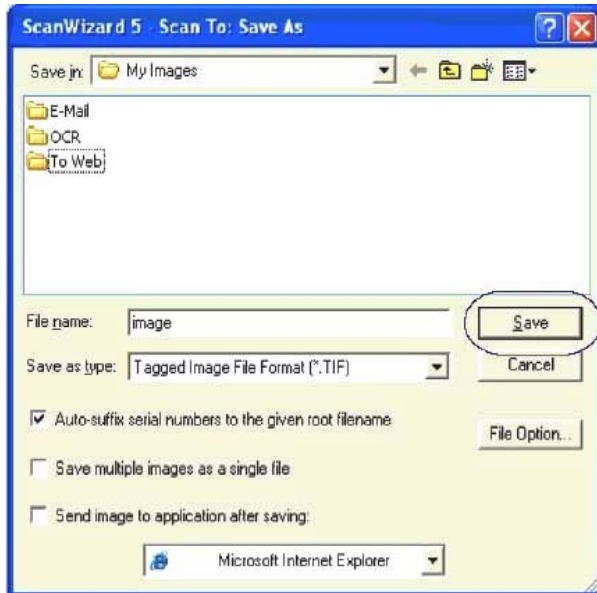 ScanWizard 5 - Scan To: Save As
Save in: My Images
E-Mail
OCR
To Web
File name: image Save
Save as type: Tagged Image File Format (*.TIF) Cancel
Auto-suffix serial numbers to the given root filename File Option...
Save multiple images as a single file
Send image to application after saving:
Microsoft Internet Explorer